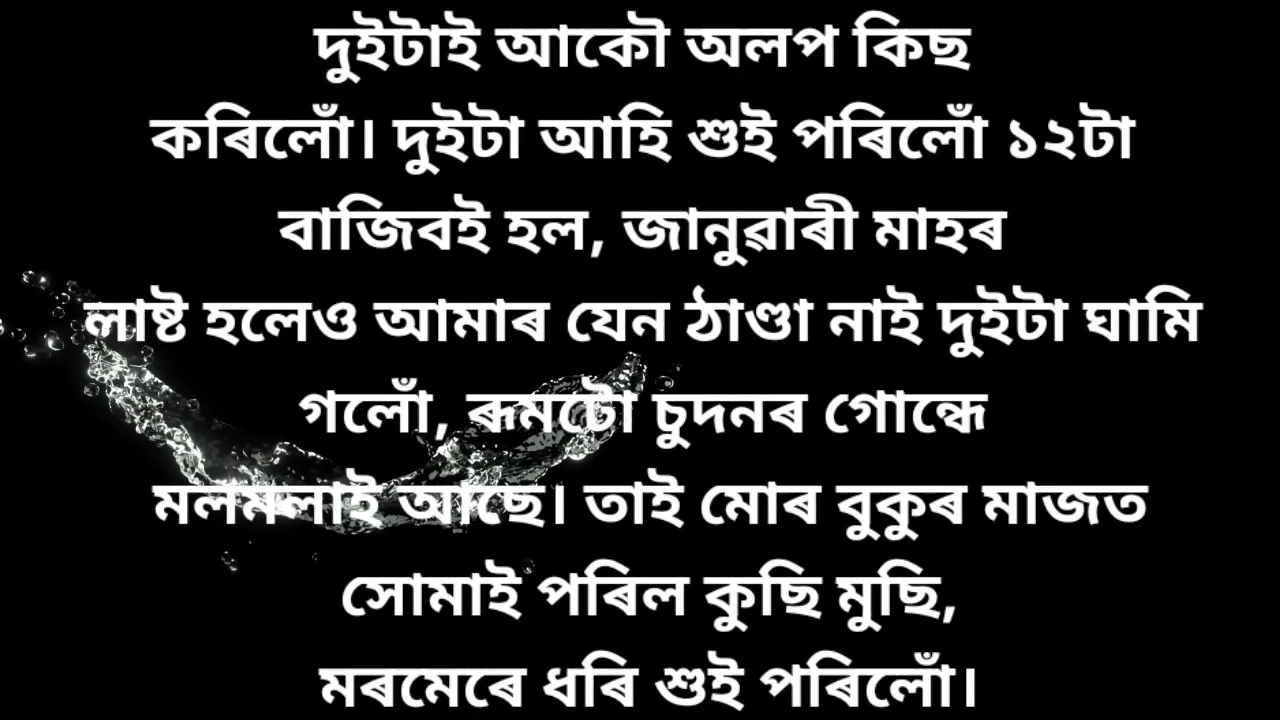 দুইটাই আকৌ অলপ কিছ
কৰিলোঁ। দুইটা আহি শুই পৰিলোঁ ১২টা
বাজিবই হল, জানুৱাৰী মাহৰ
লাষ্ট হলেও আমাৰ যেন ঠাণ্ডা নাই দুইটা ঘামি
গলোঁ, ৰূমটো চুদনৰ গোন্ধে
মলমলাই আছে। তাই মোৰ বুকুৰ মাজত
সোমাই পৰিল কুছি মুছি,
মৰমেৰে ধৰি শুই পৰিলোঁ।